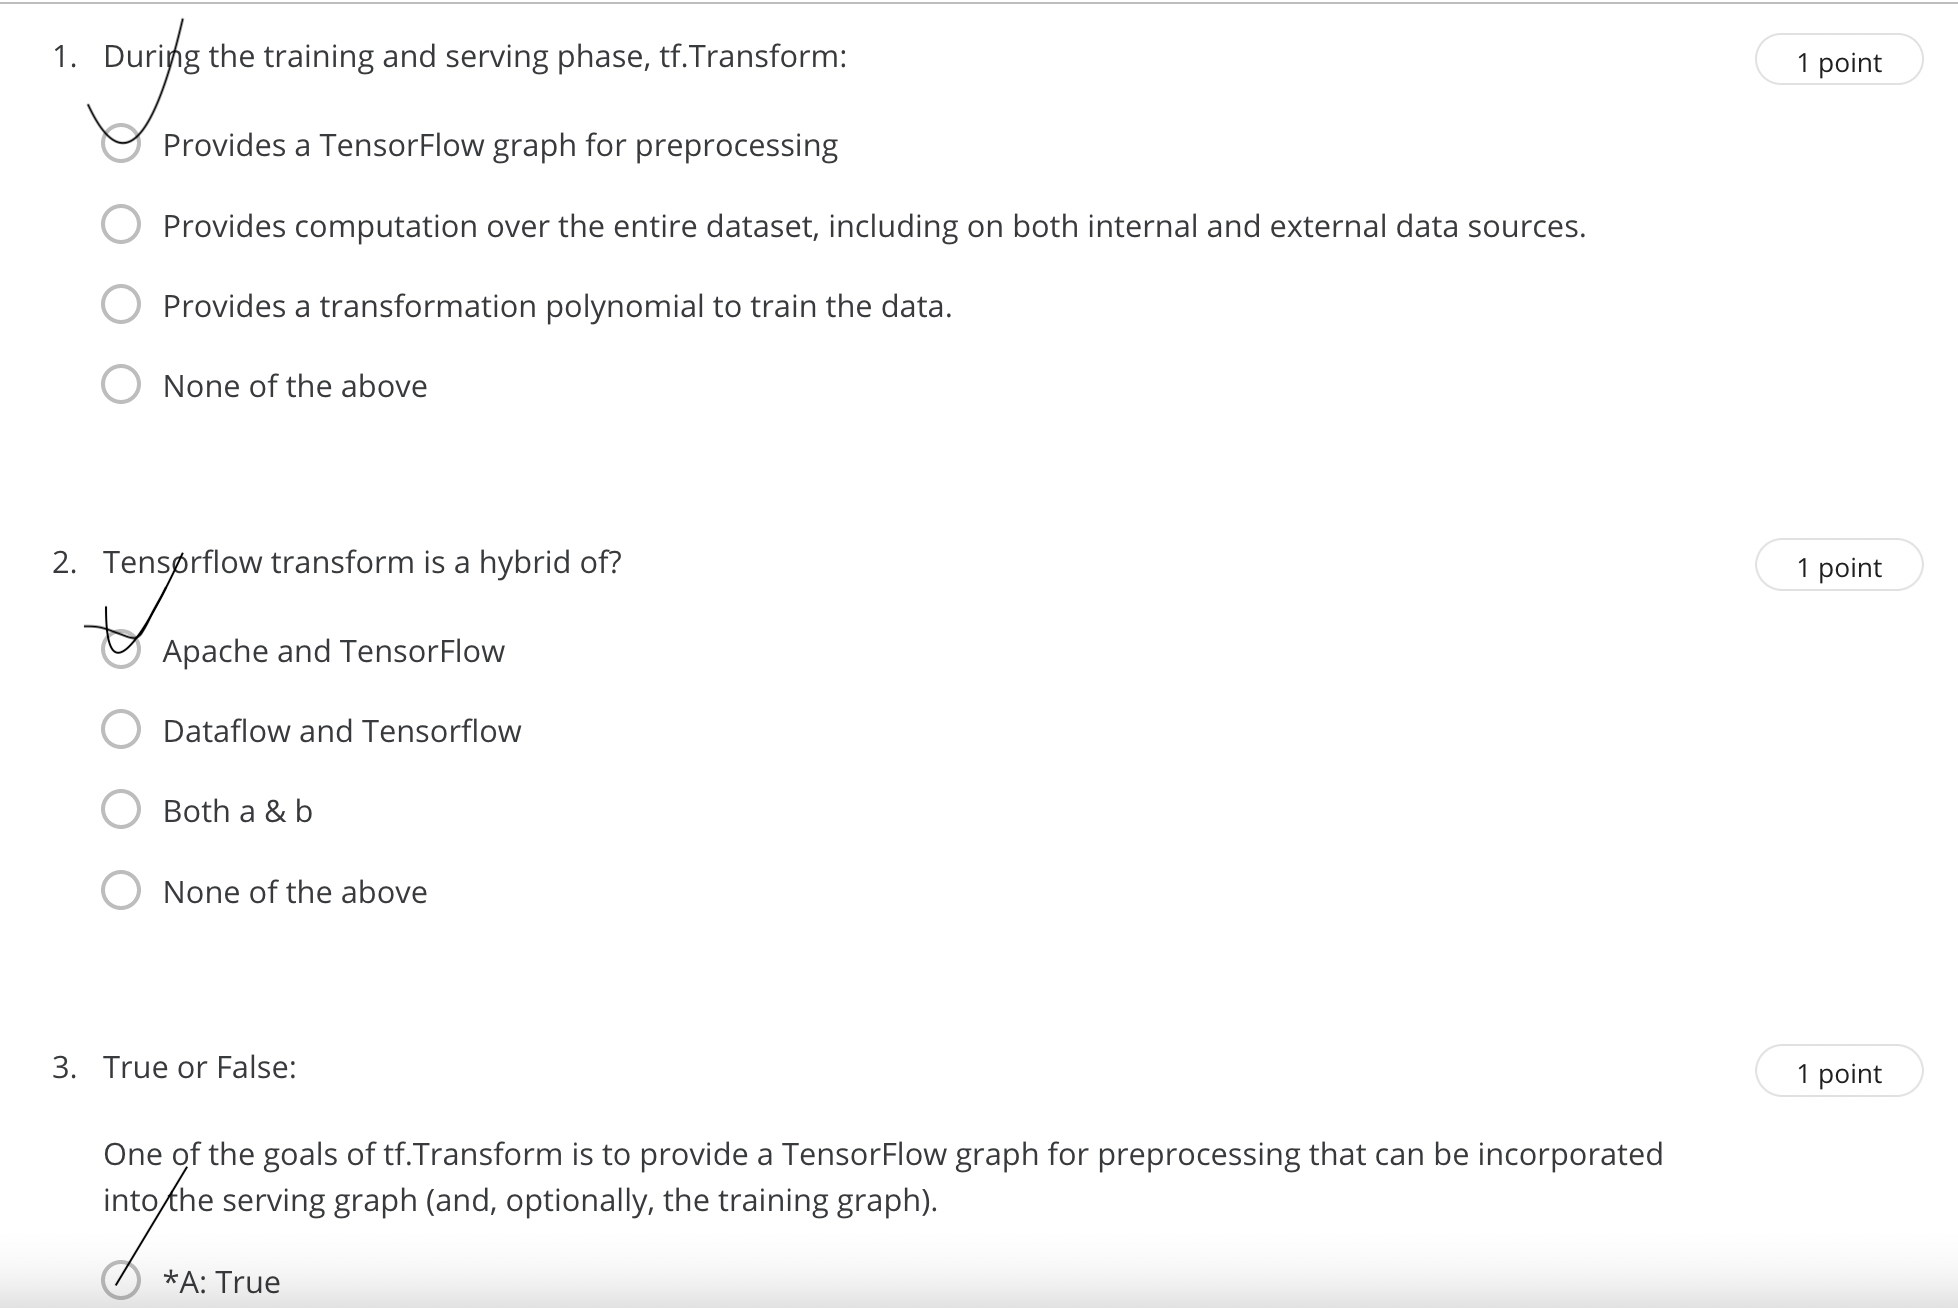 1. During the training and serving phase, tf.Transform:
1 point
Provides a TensorFlow graph for preprocessing
Provides computation over the entire dataset, including on both internal and external data sources.
Provides a transformation polynomial to train the data.
None of the above
2. Tensorflow transform is a hybrid of?
1 point
Apache and TensorFlow
Dataflow and Tensorflow
Both a & b
None of the above
3. True or False:
1 point
One of the goals of tf.Transform is to provide a TensorFlow graph for preprocessing that can be incorporated
into the serving graph (and, optionally, the training graph).
*A: True